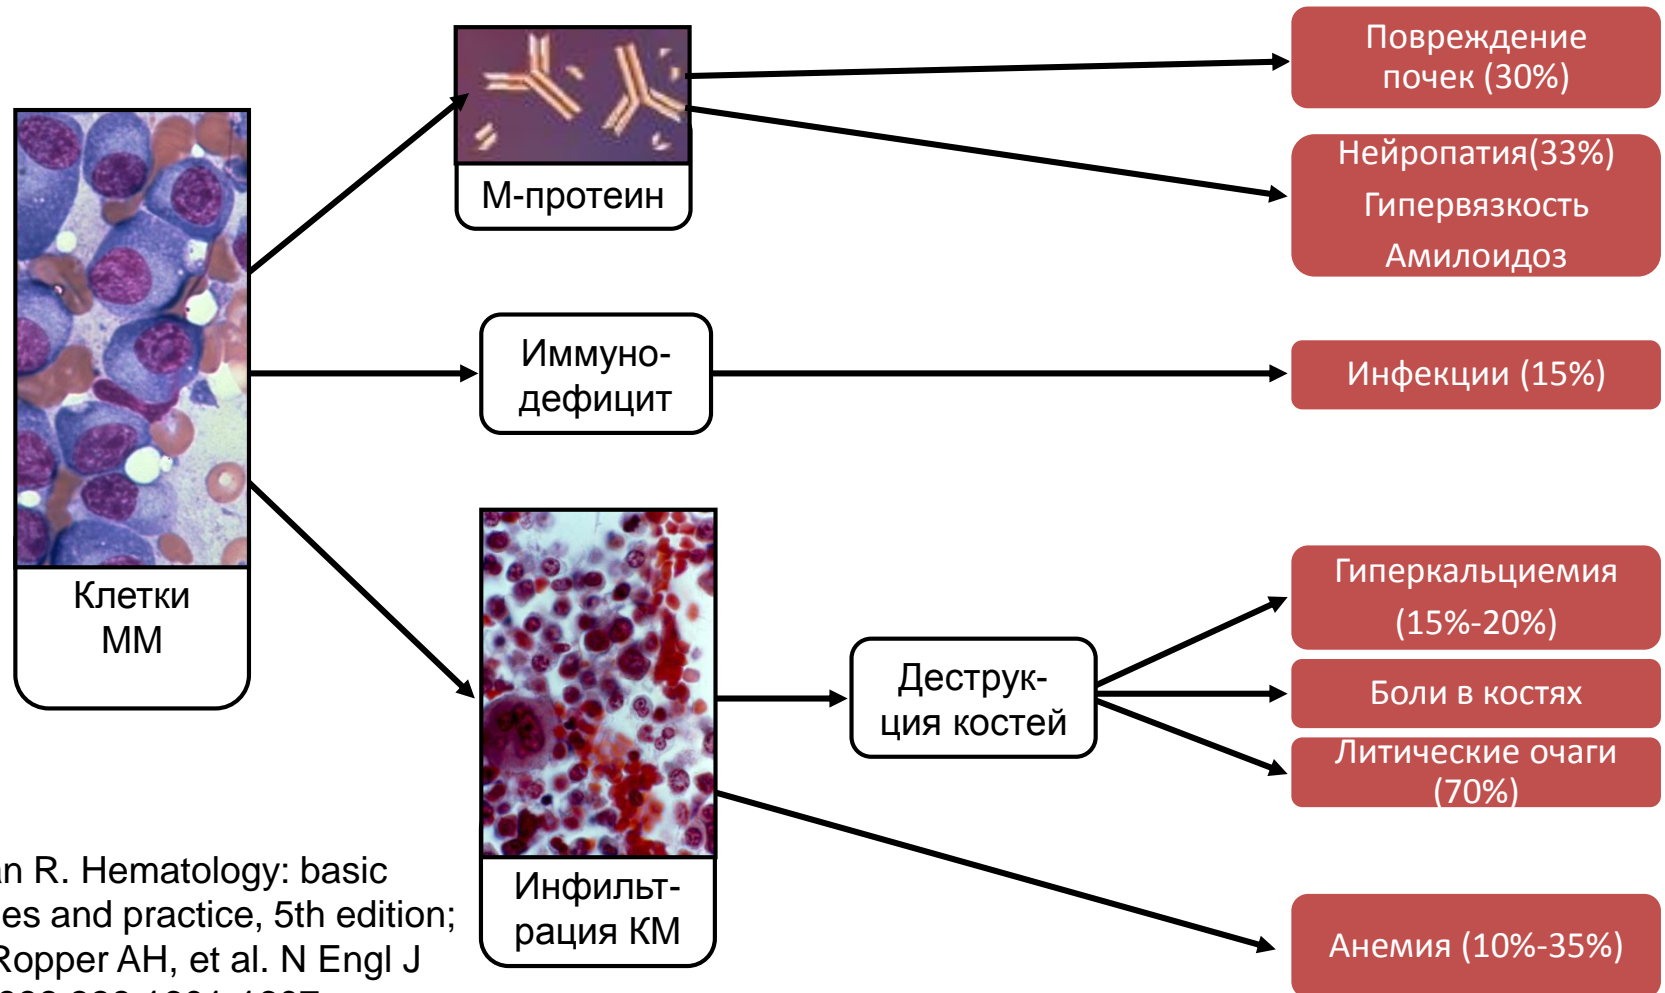 Повреждение
почек (30%)
М-протеин
Нейропатия(33%)
Гипервязкость
Амилоидоз
Иммуно-
дефицит
Инфекции (15%)
Клетки
ММ
Гиперкальциемия
(15%-20%)
Деструк-
ция костей
Боли в костях
Литические очаги
(70%)
Инфильт-
рация КМ
Анемия (10%-35%)
R. Hematology: basic
and practice, 5th edition;
Ropper AH, et al. N Engl J